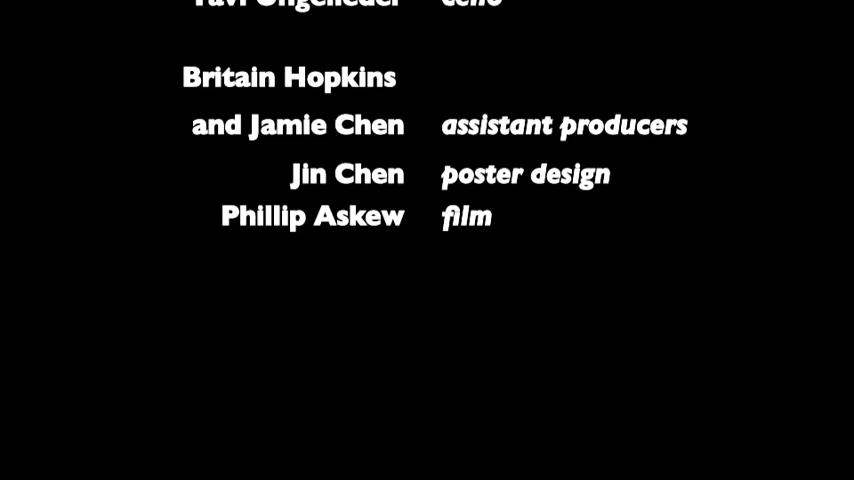 Britain Hopkins
and Jamie Chen assistant producers
Jin Chen poster design
Phillip Askew film